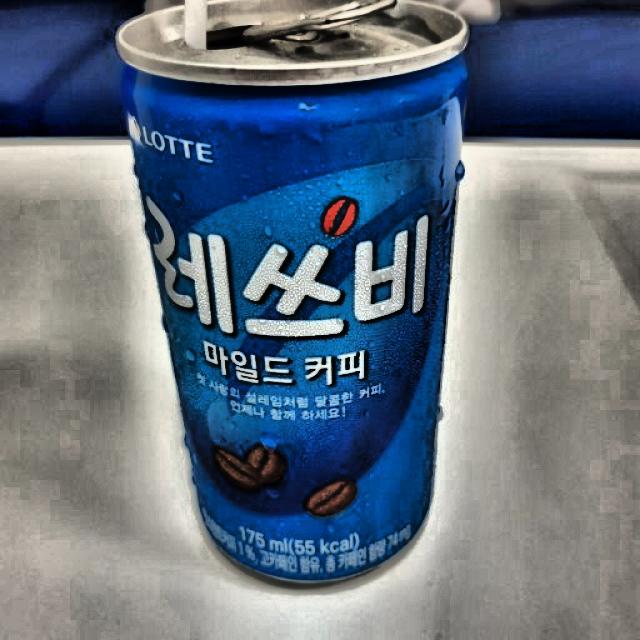 LOTTE
레쓰비
마일드 커피
첫 사랑의 설레임처럼 달콤한 커피,
언제나 함께 하세요!
175 ml(55 kcal)